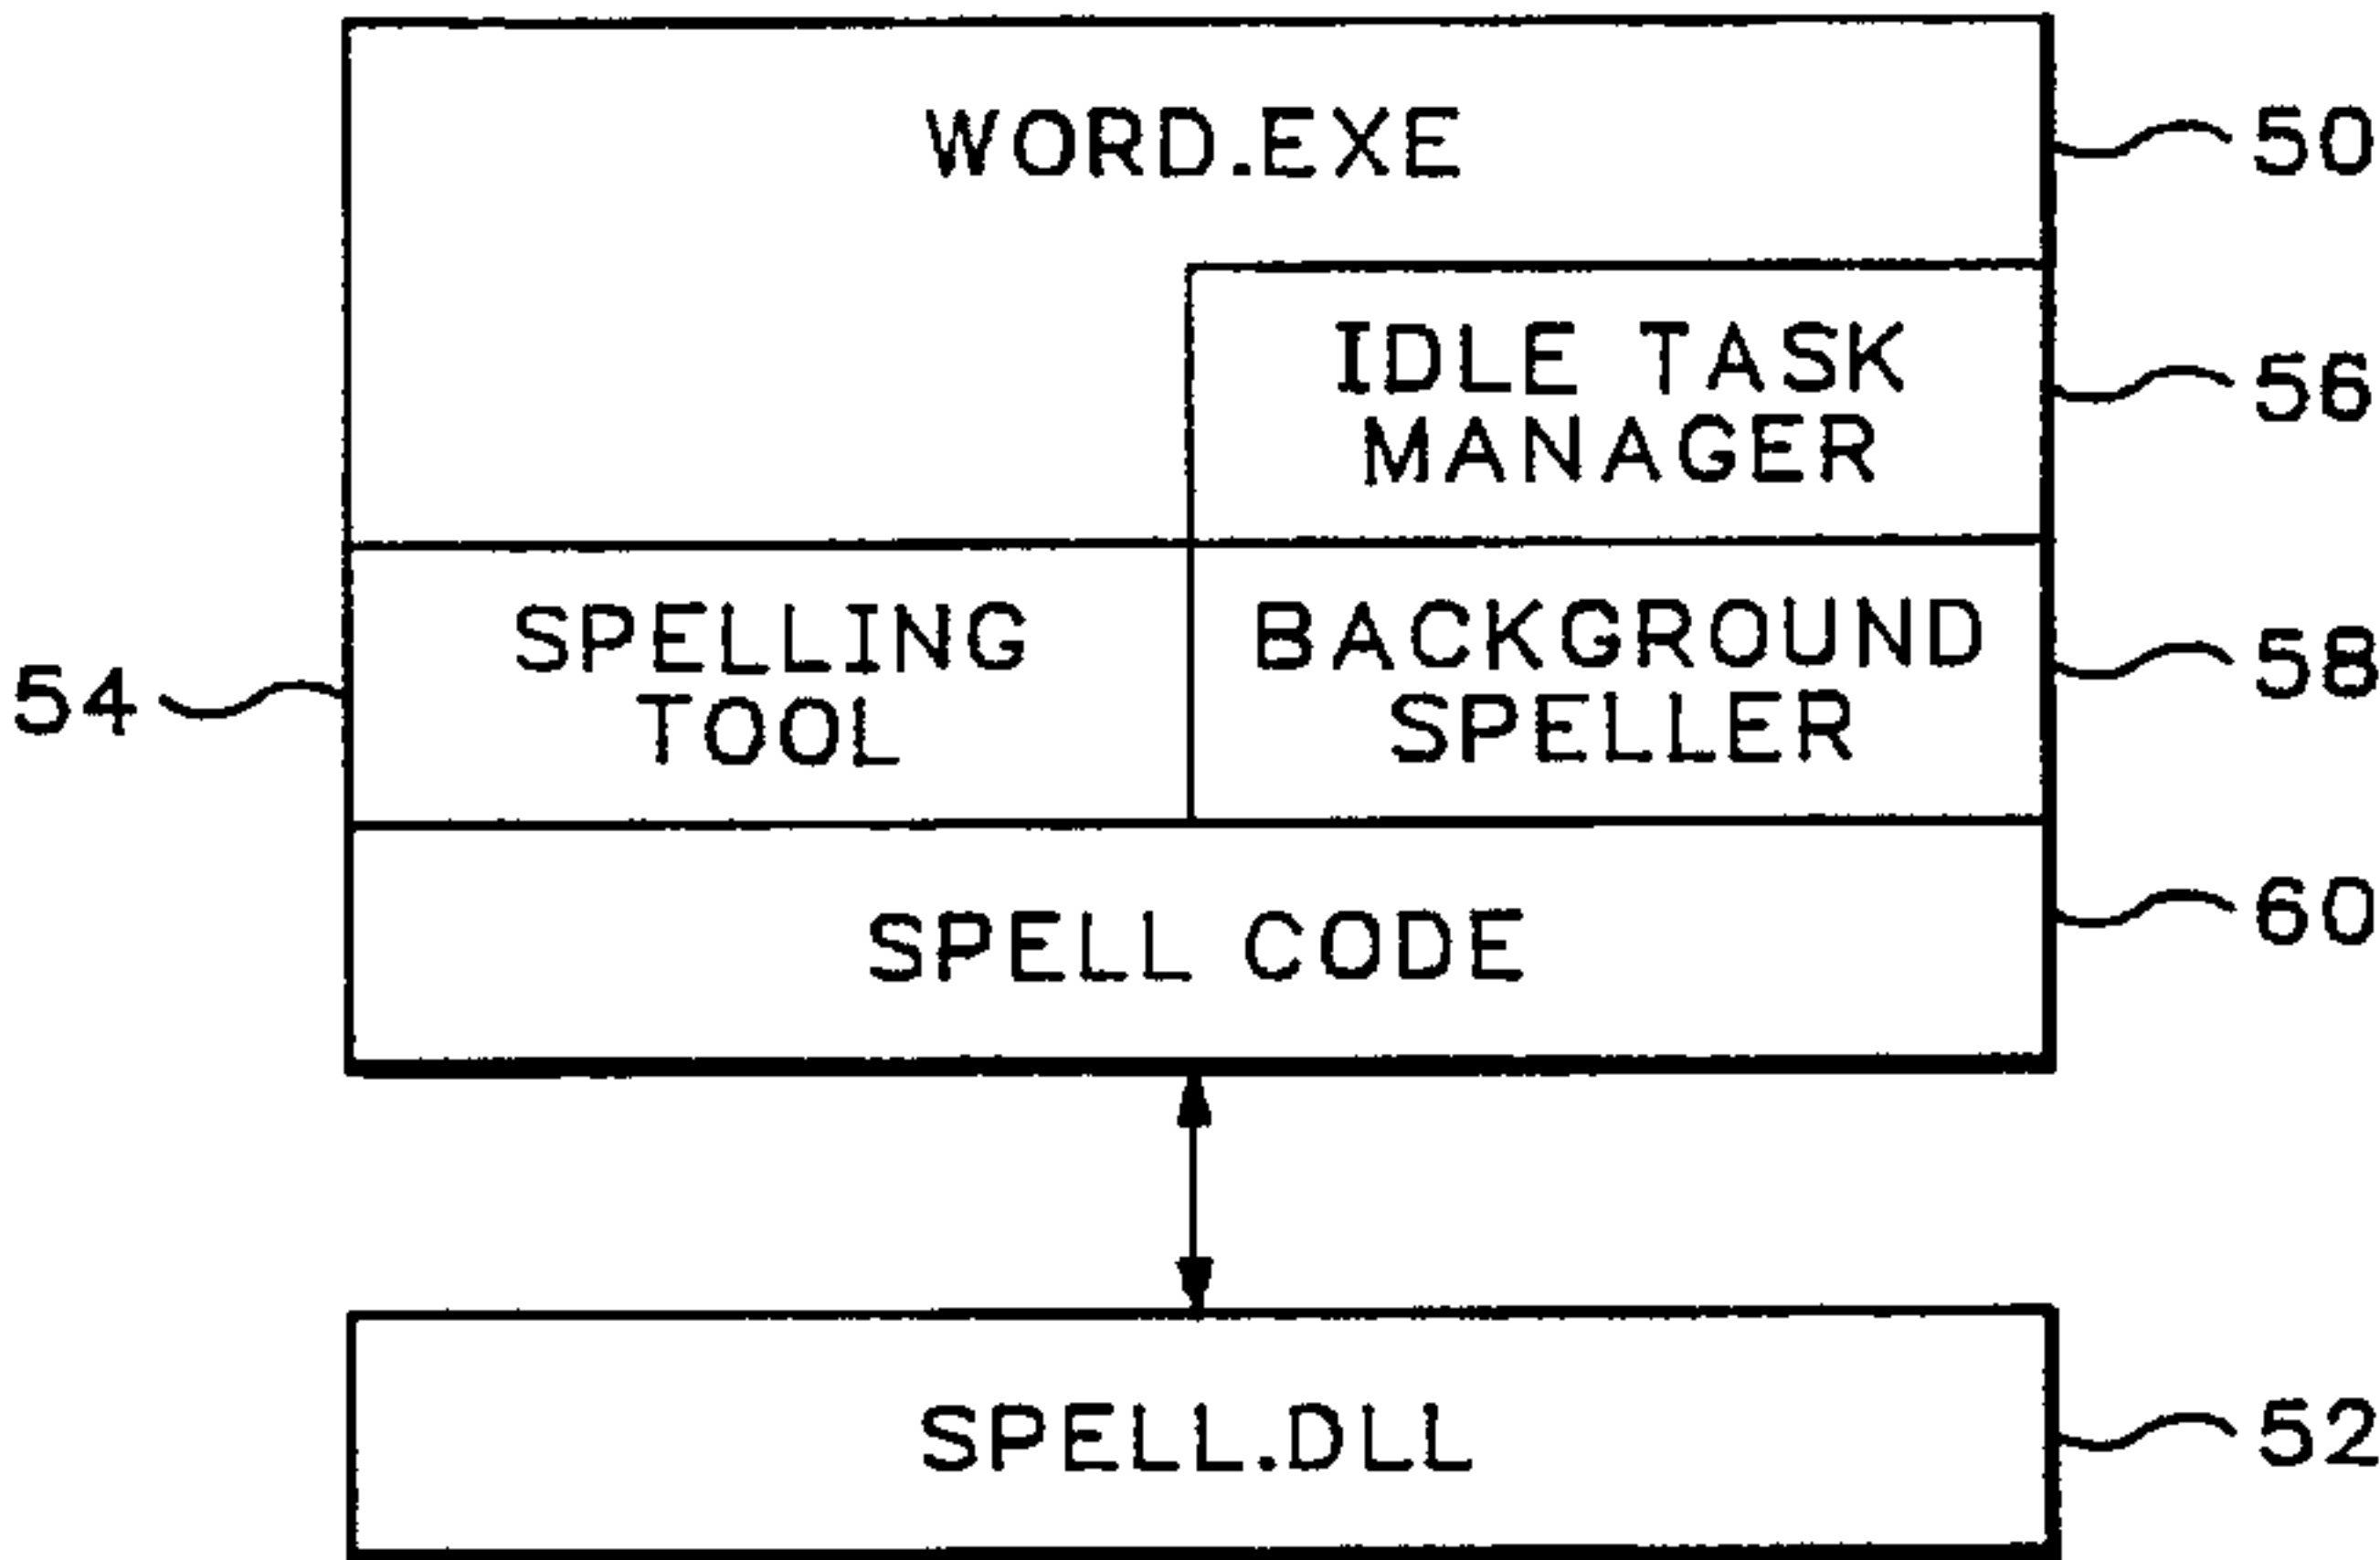 WORD.EXE
50
IDLE TASK
MANAGER
56
SPELLING
TOOL
54
BACKGROUND
SPELLER
58
SPELL CODE
60
SPELL.DLL
52